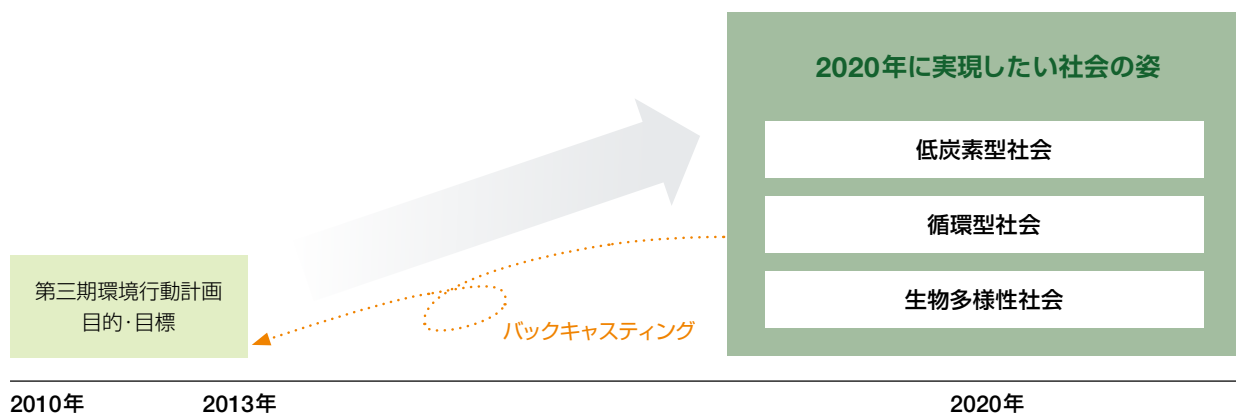 2020年に実現したい社会の姿
低炭素型社会
循環型社会
生物多様性社会
第三期環境行動計画
目的・目標
バックキャスティング
2010年
2013年
2020年